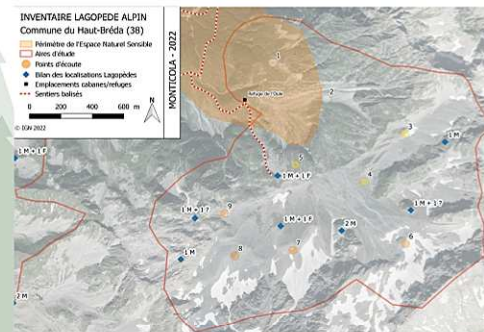 INVENTAIRE LAGOPEDE ALPIN
Commune du Haut-Bréda (38)
Périmètre de l'Espace Naturel Sensible
Aires d'étude
Points d'écoute
Bilan des localisations Lagopèdes
Emplacements cabanes/refuges
Sentiers balisés
0 200 400 600 m
N
© IGN 2022
MONTICOLA - 2022
1
2
Refuge de l'Oule
3
1 M
1 M + 1 F
5
1 M + 1 F
4
1 M + 1 ?
9
1 M + 1 ?
1 M + 1 F
2 M
6
8
7
1 M
2 M